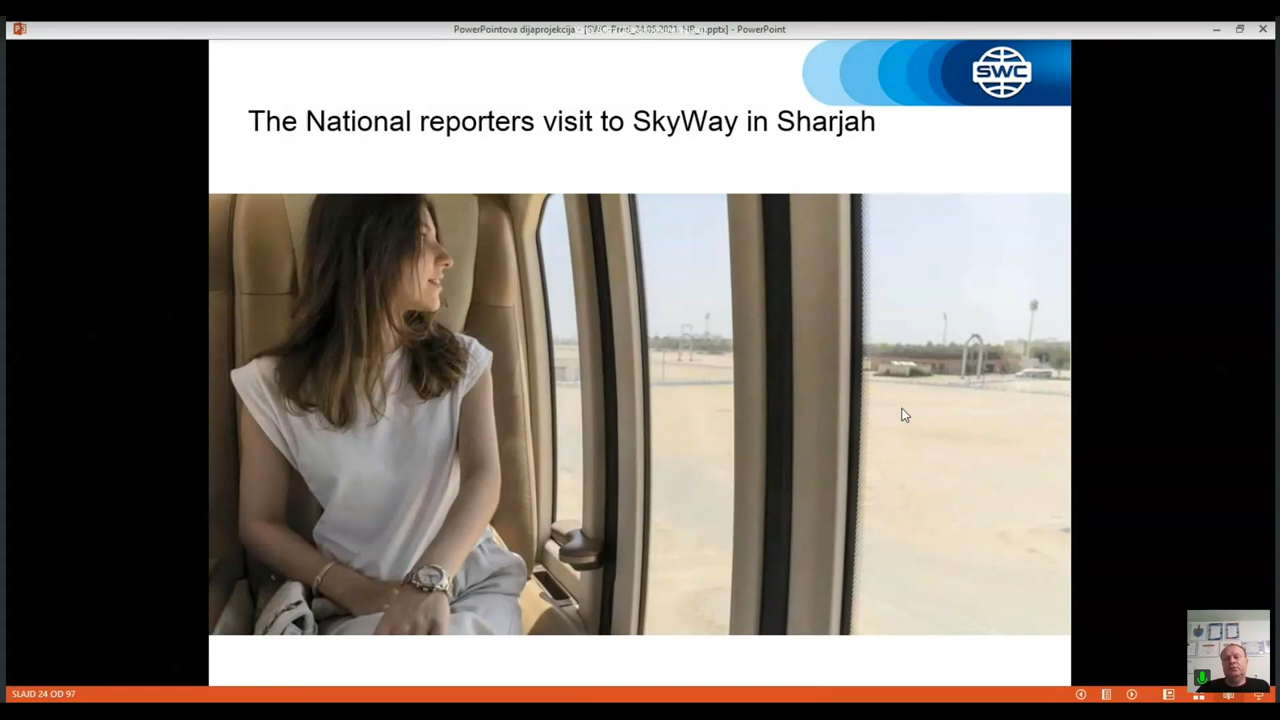 PowerPointova dijaprojekcija - [SWC-Prez_24.05.2021_HR_n.pptx] - PowerPoint
SWC
The National reporters visit to SkyWay in Sharjah
SLAJD 24 OD 97